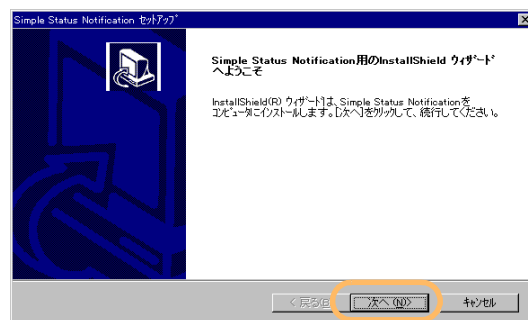 Simple Status Notification ｾｯﾄｱｯﾌﾟ
Simple Status Notification用のInstallShield ｳｨｻﾞｰﾄﾞ
へようこそ
InstallShield(R) ｳｨｻﾞｰﾄﾞは、Simple Status Notificationを
ｺﾝﾋﾟｭｰﾀにｲﾝｽﾄｰﾙします。[次へ]をｸﾘｯｸして、続行してください。
< 戻る(B)
次へ (N)>
ｷｬﾝｾﾙ